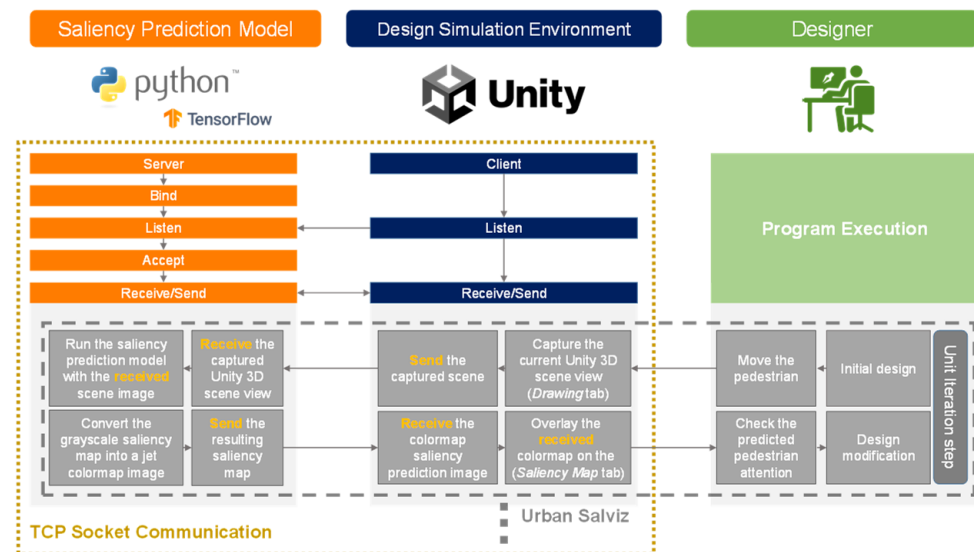 Saliency Prediction Model
Design Simulation Environment
Designer
python™
TensorFlow
Unity
Server
Bind
Listen
Accept
Receive/Send
Client
Listen
Receive/Send
Program Execution
Run the saliency
prediction model
with the received
scene image
Receive the
captured
Unity 3D
scene view
Send the
captured scene
Capture the
current Unity 3D
scene view
(Drawing tab)
Move the
pedestrian
Initial design
Convert the
grayscale saliency
map into a jet
colormap image
Send the
resulting
saliency
map
Receive the
colormap
saliency
prediction image
Overlay the
received
colormap on the
(Saliency Map tab)
Check the
predicted
pedestrian
attention
Design
modification
Unit Iteration
step
Urban Salviz
TCP Socket Communication